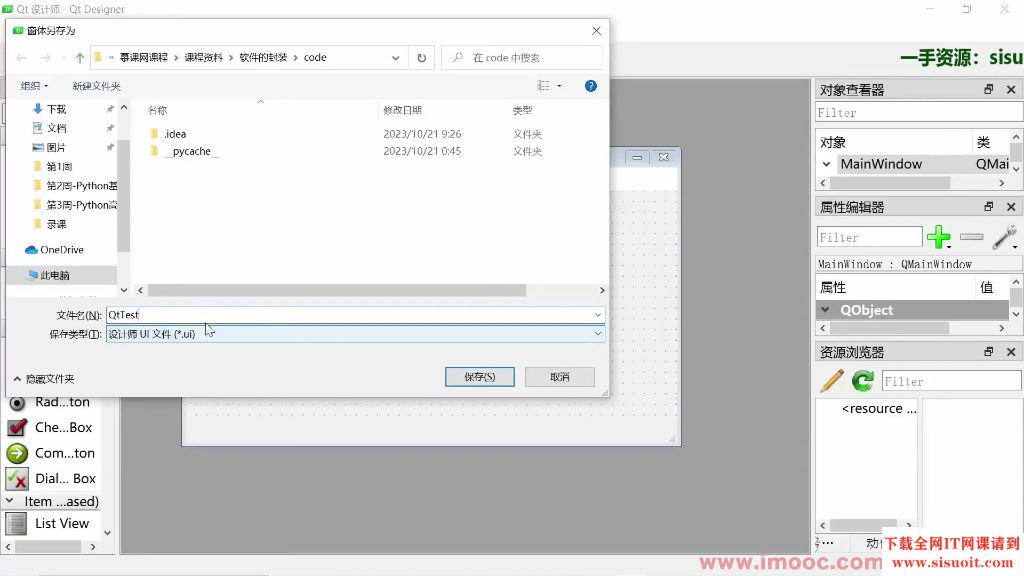 Qt 设计师 - Qt Designer
窗体另存为
« 慕课网课程 › 课程资料 › 软件的封装 › code
在 code 中搜索
一手资源：sisu
组织
新建文件夹
下载
文档
图片
第1周
第2周-Python基
第3周-Python高
录课
OneDrive
此电脑
名称
修改日期
类型
.idea
2023/10/21 9:26
文件夹
__pycache__
2023/10/21 0:45
文件夹
文件名(N):
QtTest
保存类型(T):
设计师 UI 文件 (*.ui)
隐藏文件夹
保存(S)
取消
Rad...ton
Che...Box
Com...ton
Dial... Box
Item ...ased)
List View
对象查看器
Filter
对象
类
MainWindow
QMai
属性编辑器
Filter
MainWindow : QMainWindow
属性
值
QObject
资源浏览器
Filter
<resource ...
下载全网IT网课请到
www.imooc.com
www.sisuoit.com